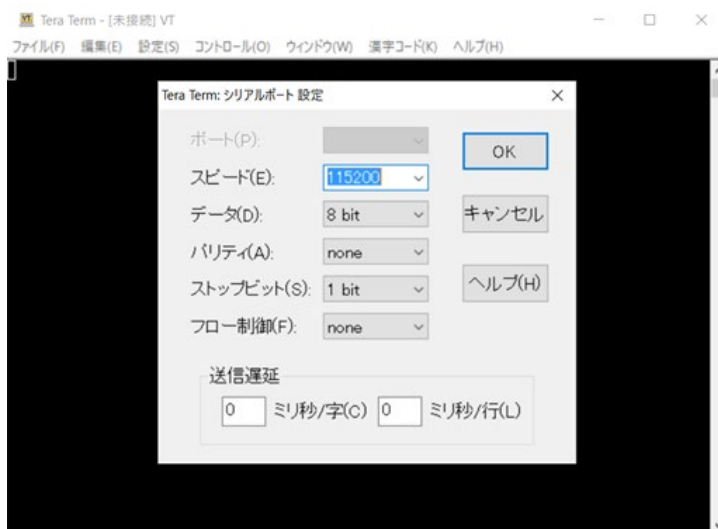 Tera Term - [未接続] VT
ファイル(F) 編集(E) 設定(S) コントロール(O) ウィンドウ(W) 漢字コード(K) ヘルプ(H)
Tera Term: シリアルポート 設定
ポート(P):
OK
スピード(E): 115200
データ(D): 8 bit
キャンセル
パリティ(A): none
ストップビット(S): 1 bit
ヘルプ(H)
フロー制御(F): none
送信遅延
0 ミリ秒/字(C) 0 ミリ秒/行(L)